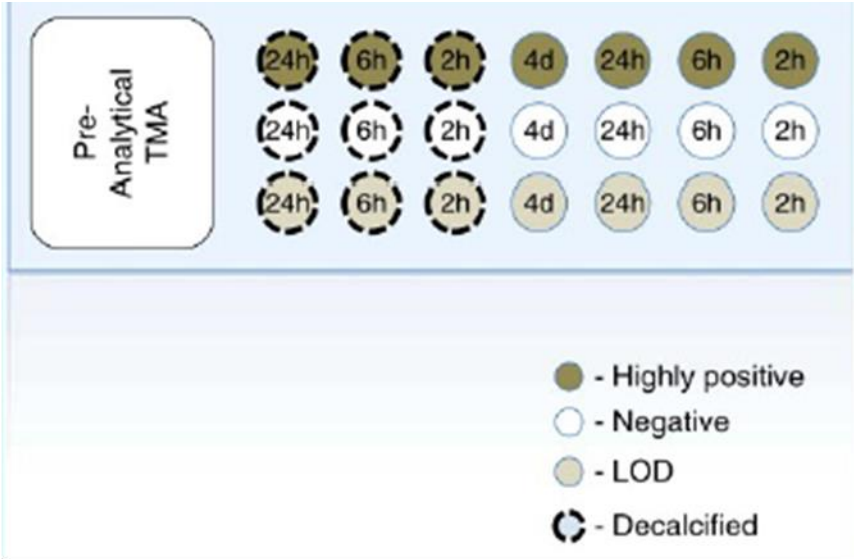 Pre-
Analytical
TMA
24h 6h 2h 4d 24h 6h 2h
24h 6h 2h 4d 24h 6h 2h
24h 6h 2h 4d 24h 6h 2h
- Highly positive
- Negative
- LOD
- Decalcified